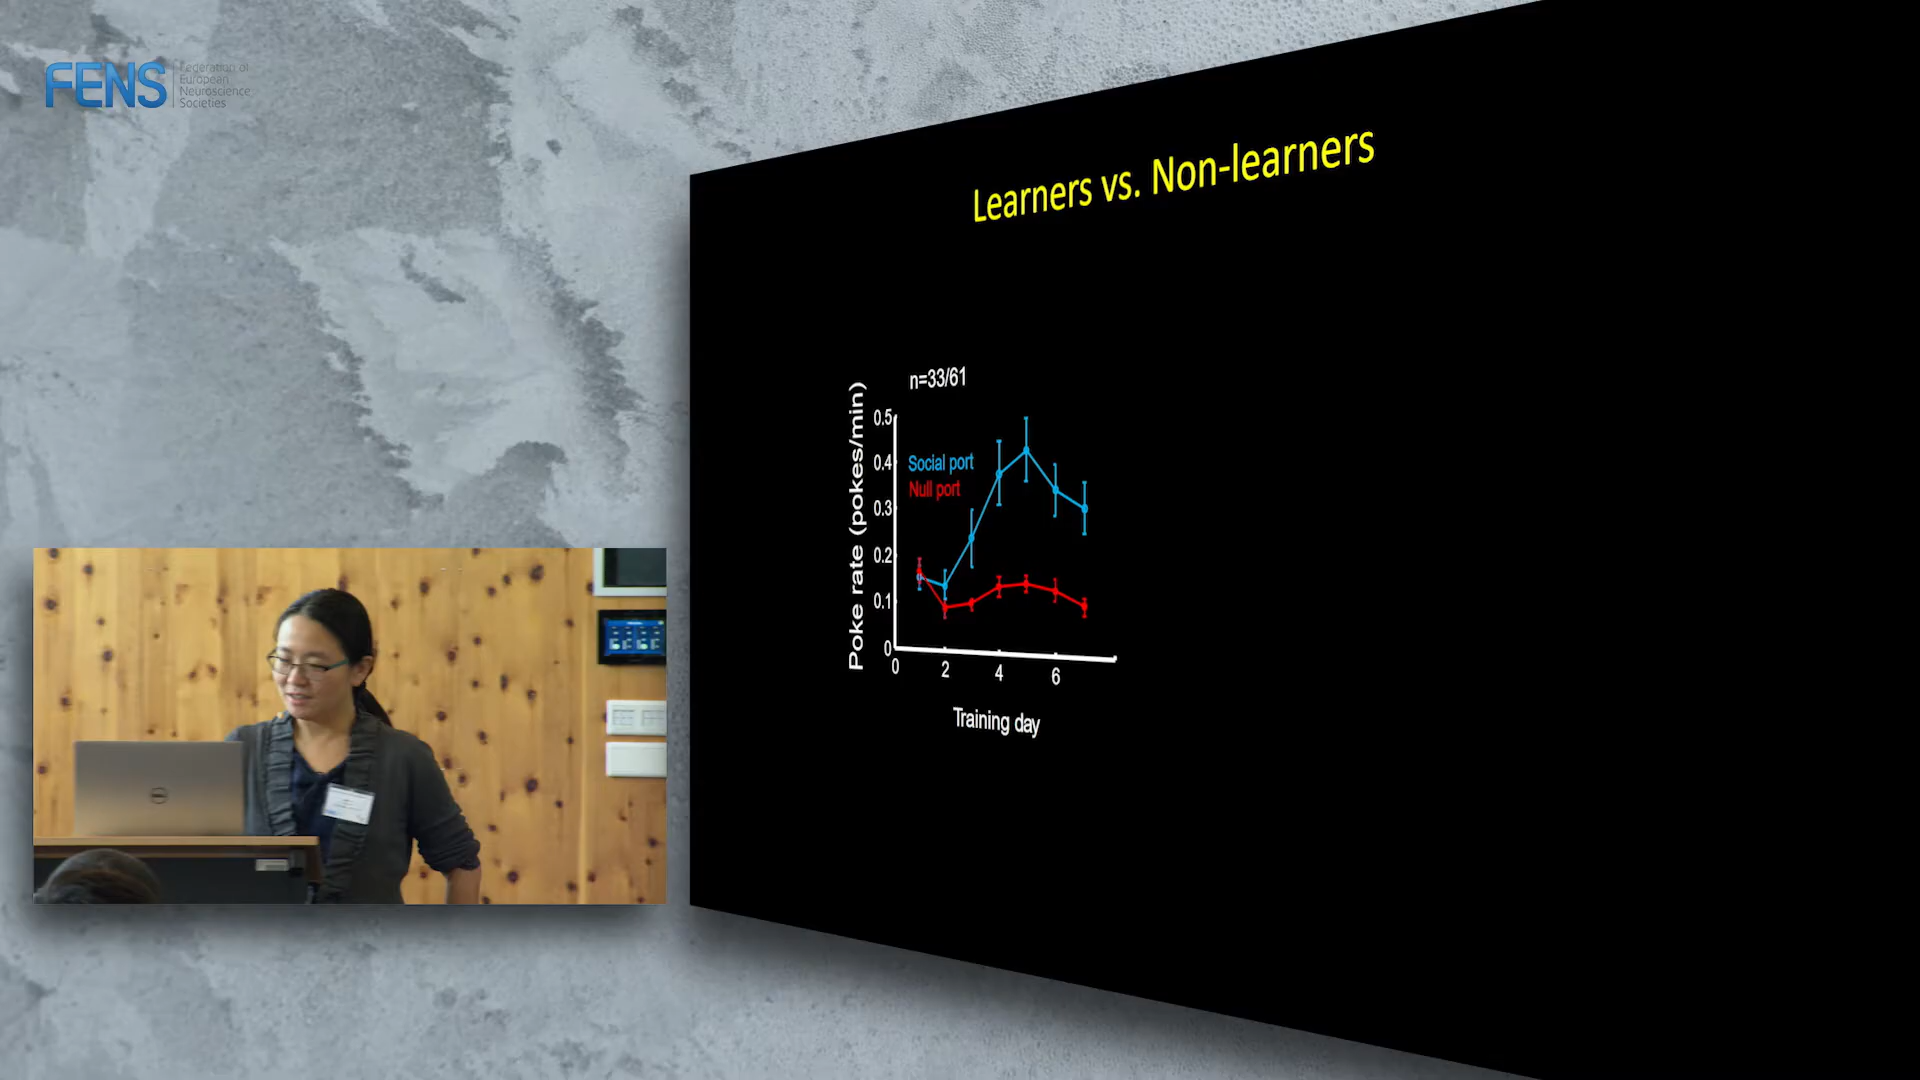 FENS
Federation of
European
Neuroscience
Societies
Learners vs. Non-learners
n=33/61
Poke rate (pokes/min)
0.5
0.4
0.3
0.2
0.1
0
Social port
Null port
0 2 4 6
Training day
DELL